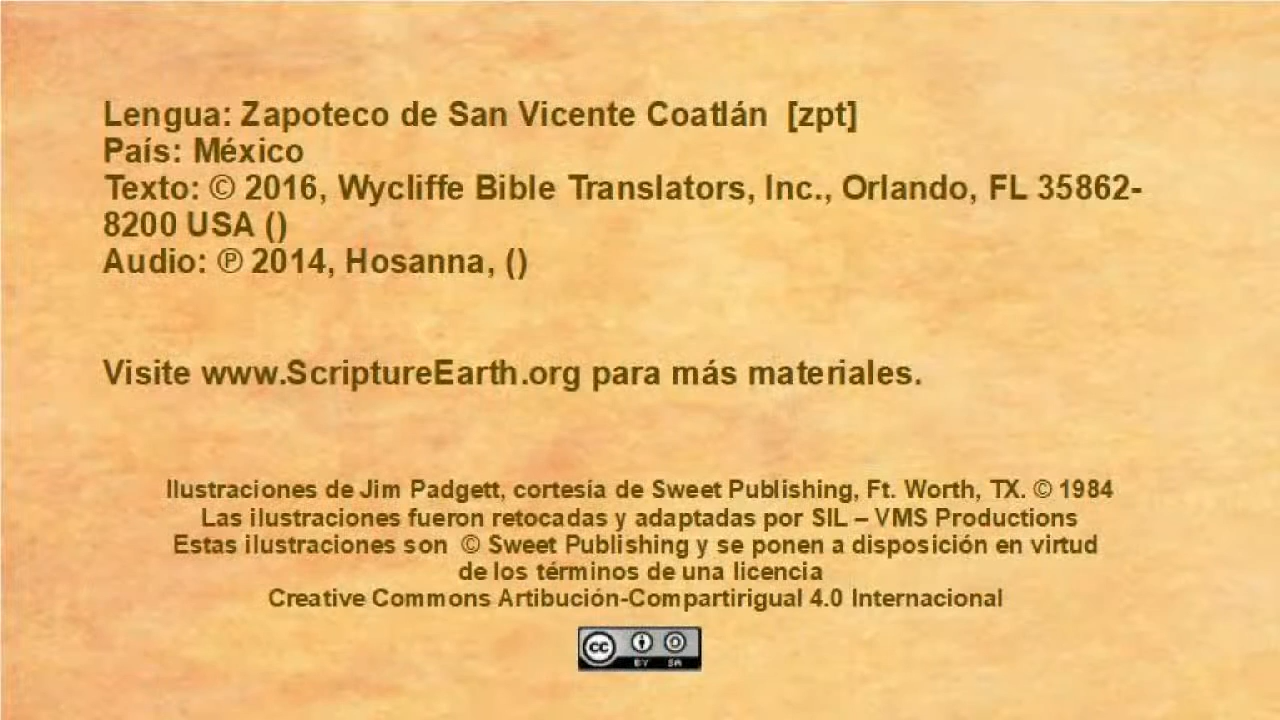 Lengua: Zapoteco de San Vicente Coatlán [zpt]
País: México
Texto: © 2016, Wycliffe Bible Translators, Inc., Orlando, FL 35862-
8200 USA ()
Audio: ℗ 2014, Hosanna, ()
Visite www.ScriptureEarth.org para más materiales.
Ilustraciones de Jim Padgett, cortesía de Sweet Publishing, Ft. Worth, TX. © 1984
Las ilustraciones fueron retocadas y adaptadas por SIL – VMS Productions
Estas ilustraciones son © Sweet Publishing y se ponen a disposición en virtud
de los términos de una licencia
Creative Commons Artibución-Compartirigual 4.0 Internacional
cc BY SA